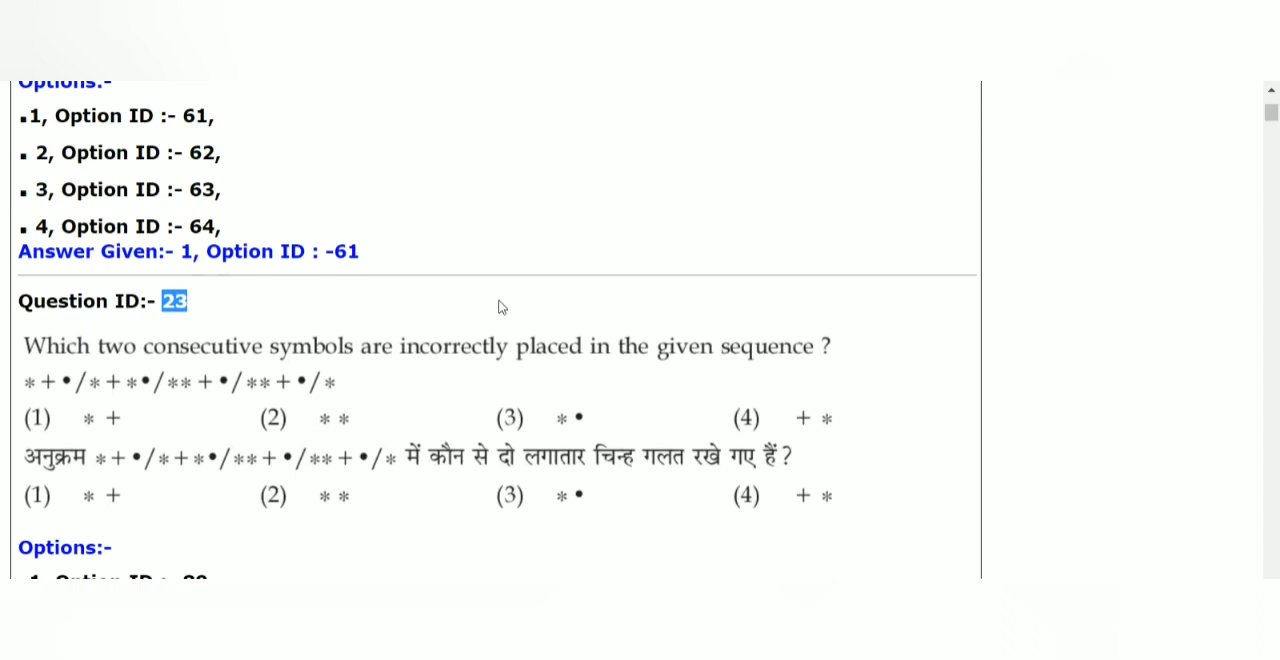 Options:-
▪1, Option ID :- 61,
▪ 2, Option ID :- 62,
▪ 3, Option ID :- 63,
▪ 4, Option ID :- 64,
Answer Given:- 1, Option ID : -61
Question ID:- 23
Which two consecutive symbols are incorrectly placed in the given sequence ?
* + • / * + * • / * * + • / * * + • / *
(1) * + (2) * * (3) * • (4) + *
अनुक्रम * + • / * + * • / * * + • / * * + • / * में कौन से दो लगातार चिन्ह गलत रखे गए हैं ?
(1) * + (2) * * (3) * • (4) + *
Options:-